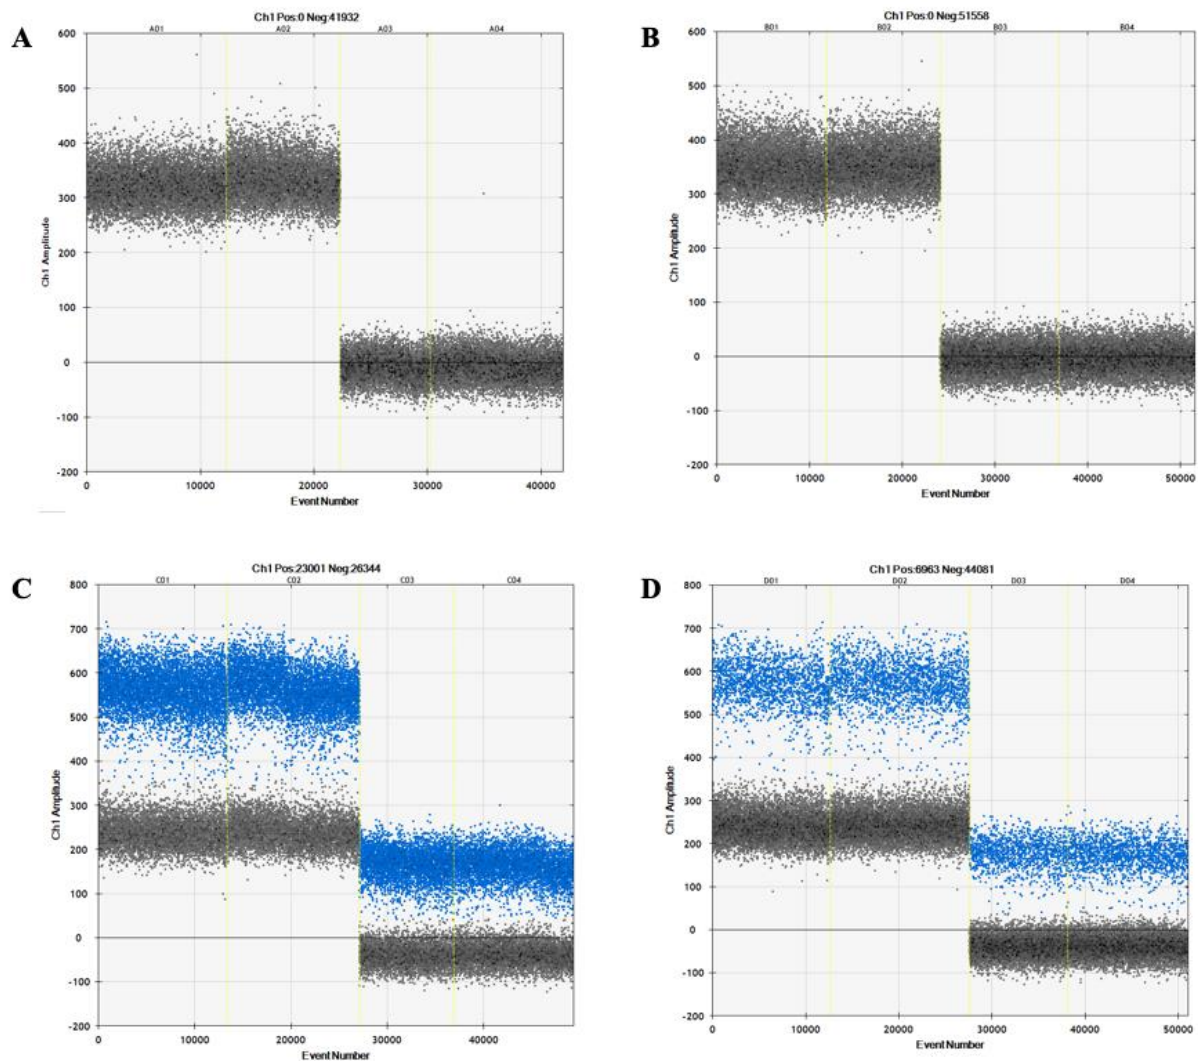 A
Ch1 Pos:0 Neg:41932
A01 A02 A03 A04
600
500
400
300
200
100
0
-100
-200
Ch1 Amplitude
0 10000 20000 30000 40000
Event Number
B
Ch1 Pos:0 Neg:51558
B01 B02 B03 B04
600
500
400
300
200
100
0
-100
-200
Ch1 Amplitude
0 10000 20000 30000 40000 50000
Event Number
C
Ch1 Pos:23001 Neg:26344
C01 C02 C03 C04
800
700
600
500
400
300
200
100
0
-100
-200
Ch1 Amplitude
0 10000 20000 30000 40000
Event Number
D
Ch1 Pos:6963 Neg:44081
D01 D02 D03 D04
800
700
600
500
400
300
200
100
0
-100
-200
Ch1 Amplitude
0 10000 20000 30000 40000 50000
Event Number